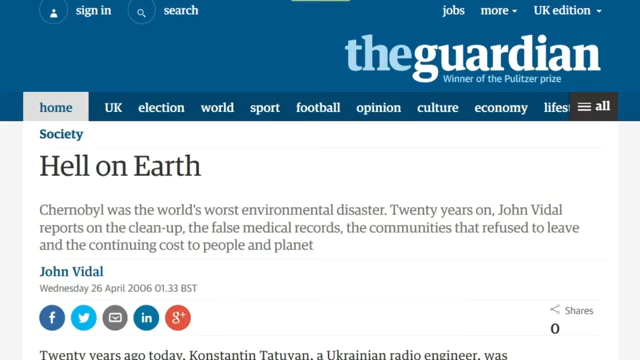 sign in
search
jobs
more
UK edition
theguardian
Winner of the Pulitzer prize
home UK election world sport football opinion culture economy lifest all
Society
Hell on Earth
Chernobyl was the world's worst environmental disaster. Twenty years on, John Vidal
reports on the clean-up, the false medical records, the communities that refused to leave
and the continuing cost to people and planet
John Vidal
Wednesday 26 April 2006 01.33 BST
Shares
0
Twenty years ago today, Konstantin Tatuyan, a Ukrainian radio engineer, was